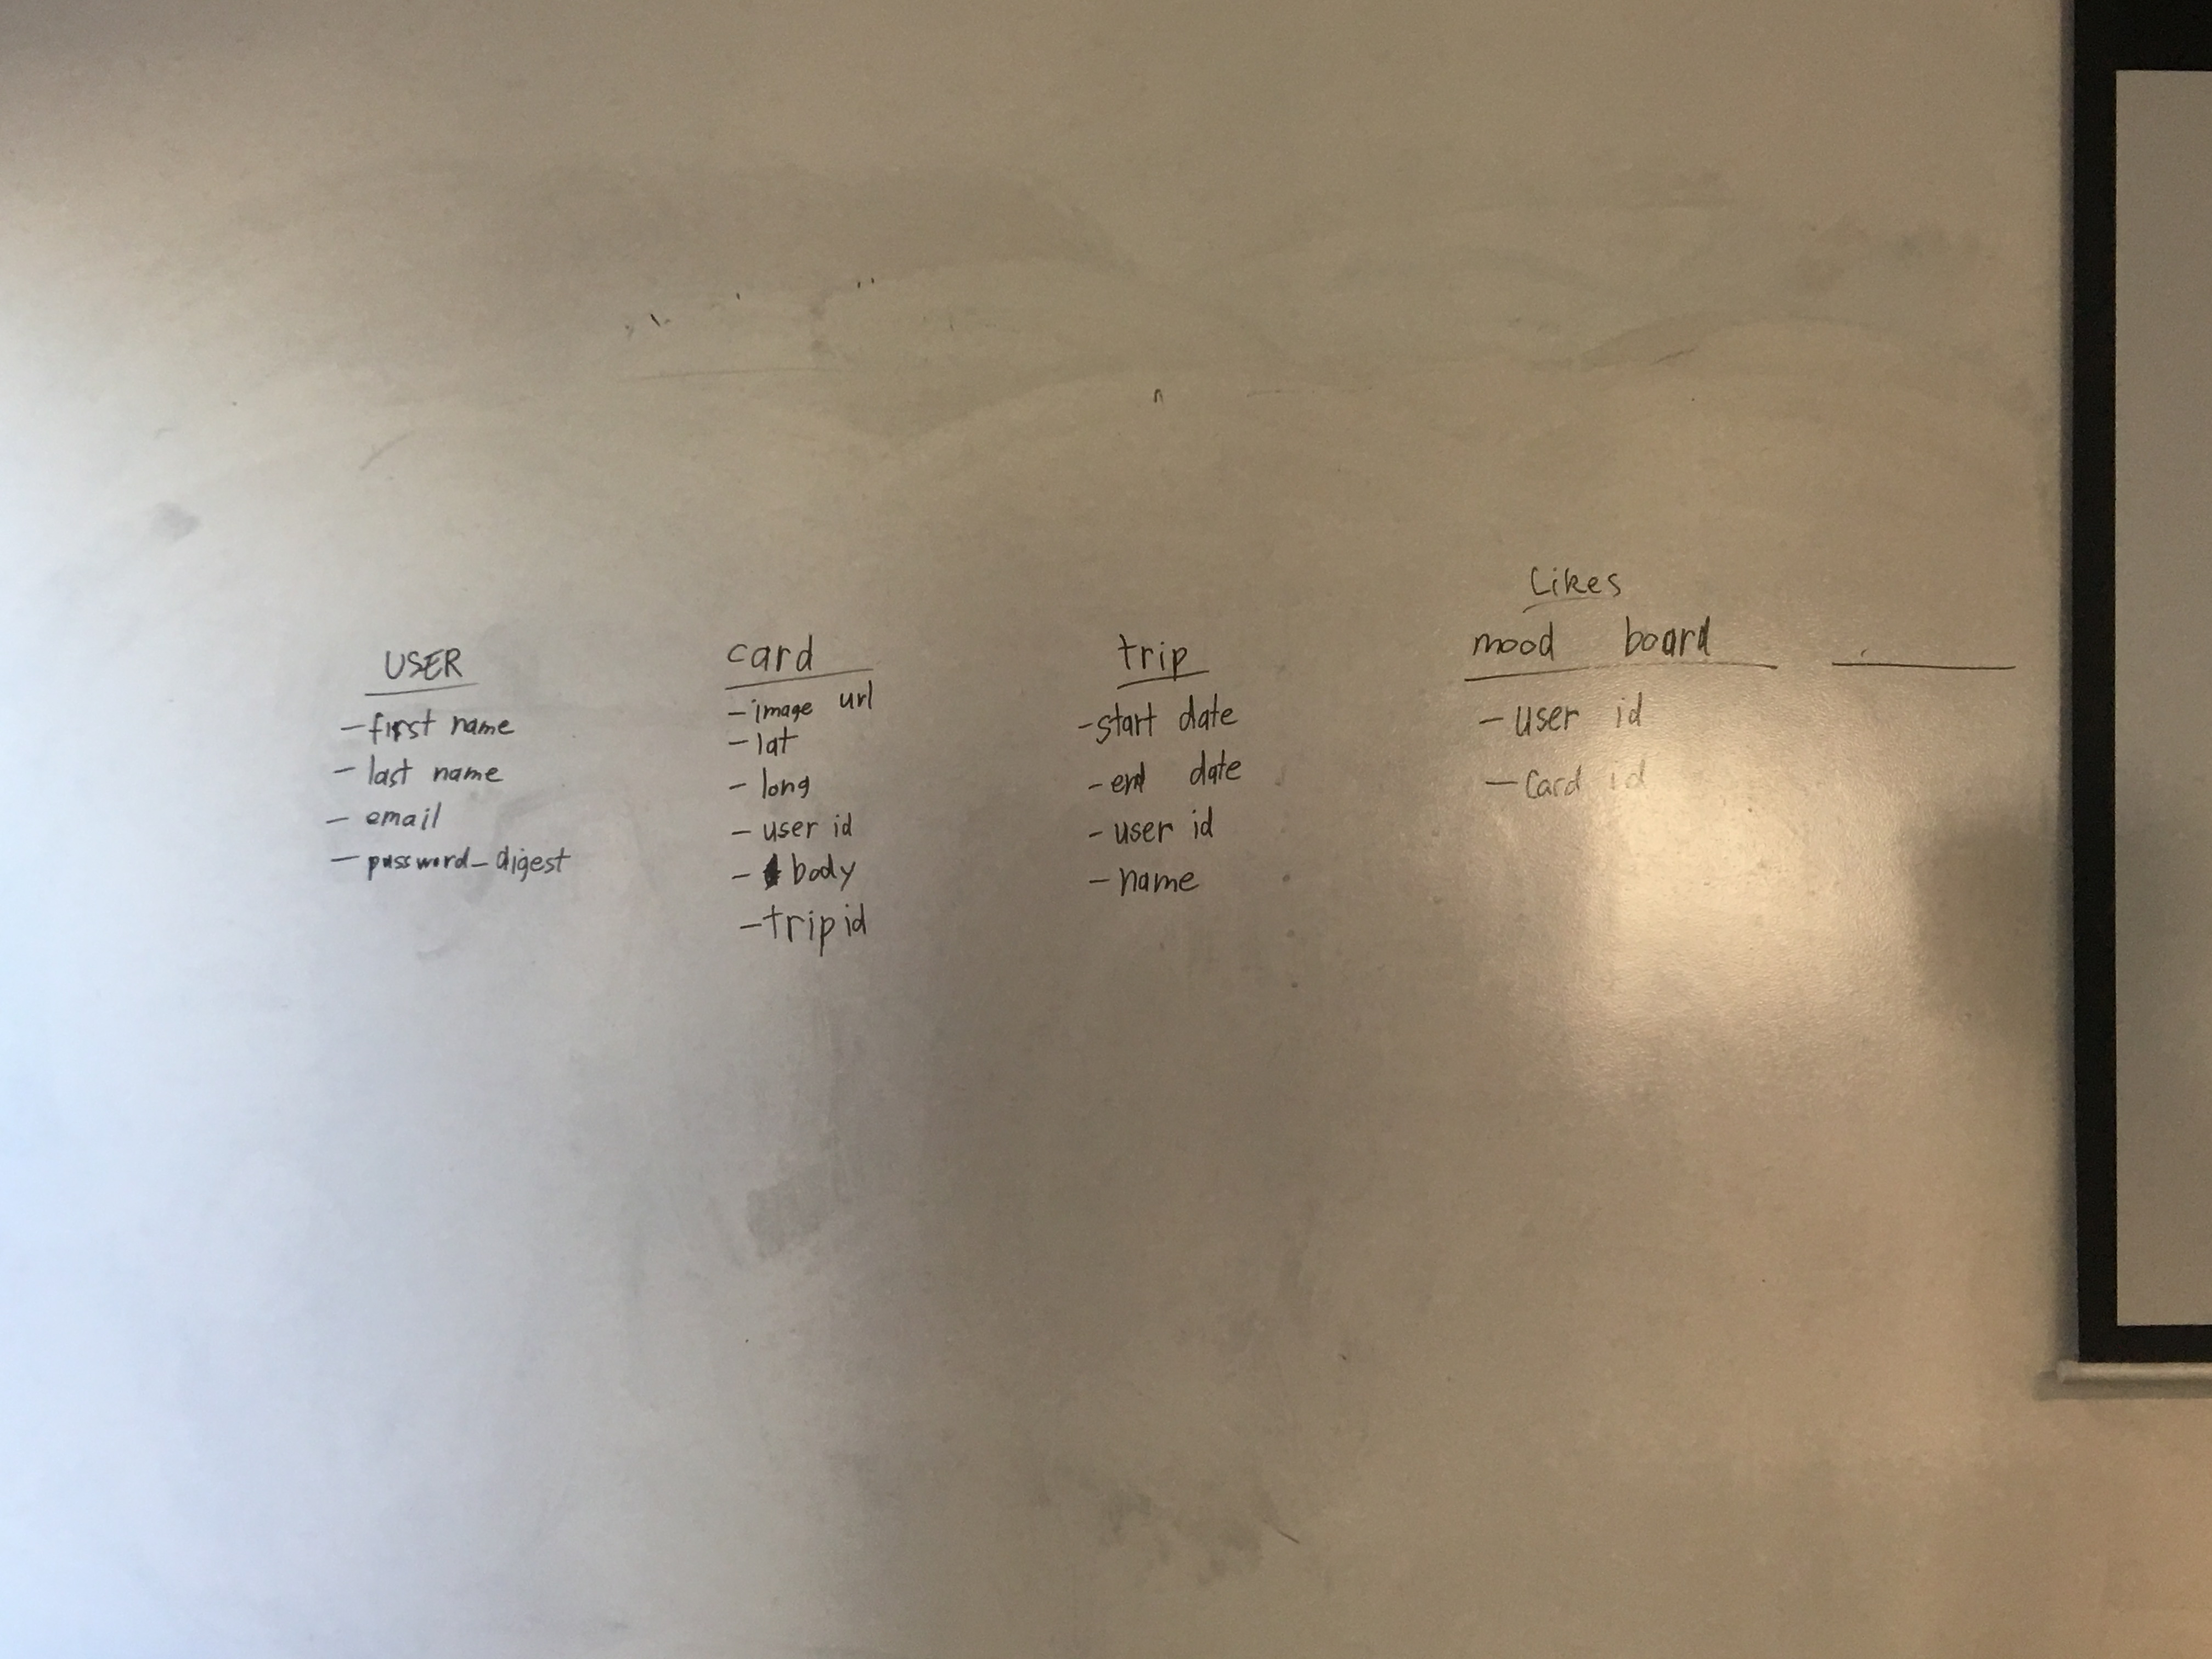 USER
- first name
- last name
- email
- password_digest
card
- image url
- lat
- long
- user id
- body
- trip id
trip
- start date
- end date
- user id
- name
Likes
mood board
- user id
- Card id